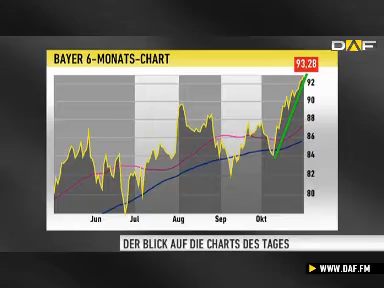 DAF
BAYER 6-MONATS-CHART
93,28
92
90
88
86
84
82
80
Jun Jul Aug Sep Okt
DER BLICK AUF DIE CHARTS DES TAGES
WWW.DAF.FM